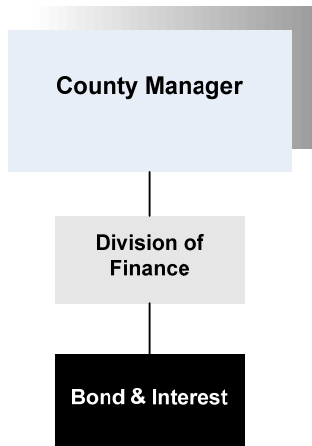 County Manager
Division of
Finance
Bond & Interest